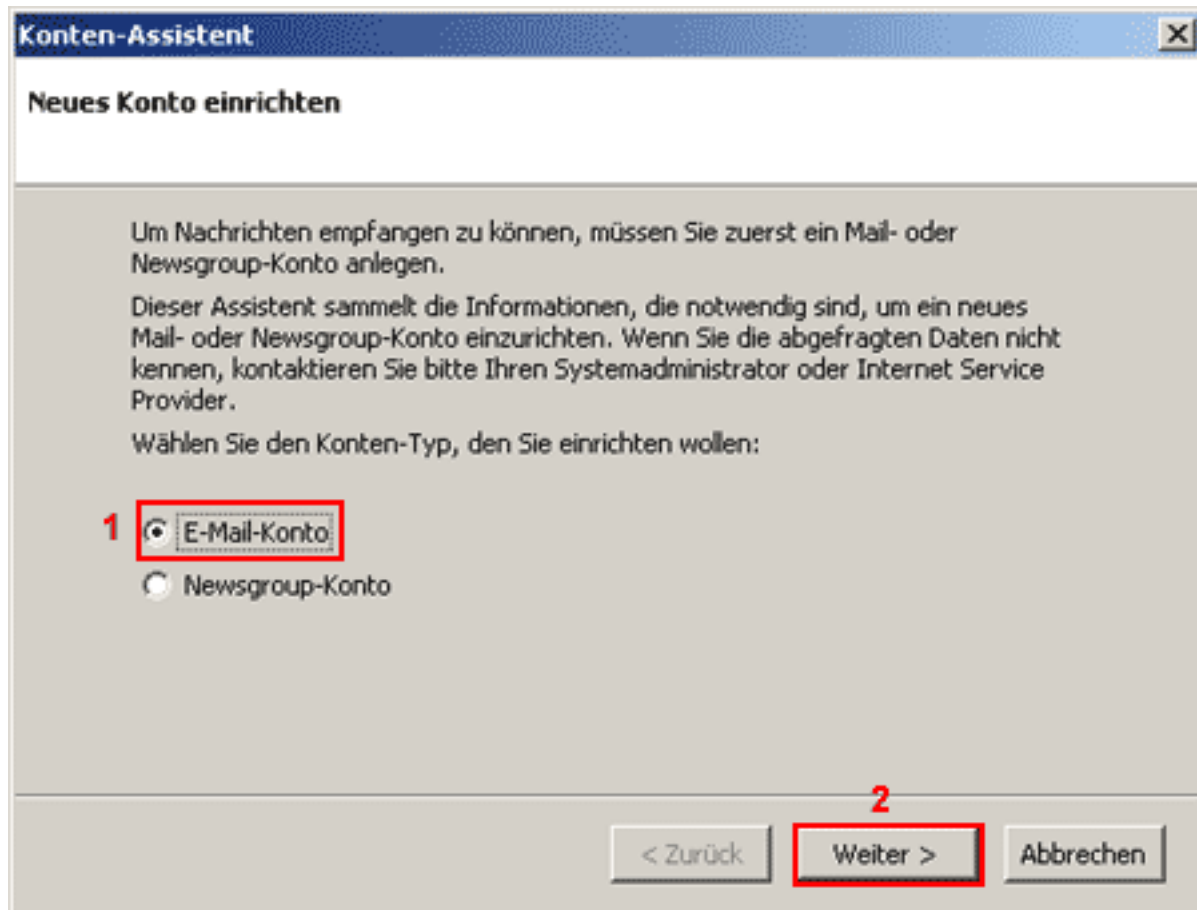 Konten-Assistent
Neues Konto einrichten
Um Nachrichten empfangen zu können, müssen Sie zuerst ein Mail- oder
Newsgroup-Konto anlegen.
Dieser Assistent sammelt die Informationen, die notwendig sind, um ein neues
Mail- oder Newsgroup-Konto einzurichten. Wenn Sie die abgefragten Daten nicht
kennen, kontaktieren Sie bitte Ihren Systemadministrator oder Internet Service
Provider.
Wählen Sie den Konten-Typ, den Sie einrichten wollen:
1 E-Mail-Konto
Newsgroup-Konto
2
< Zurück Weiter > Abbrechen